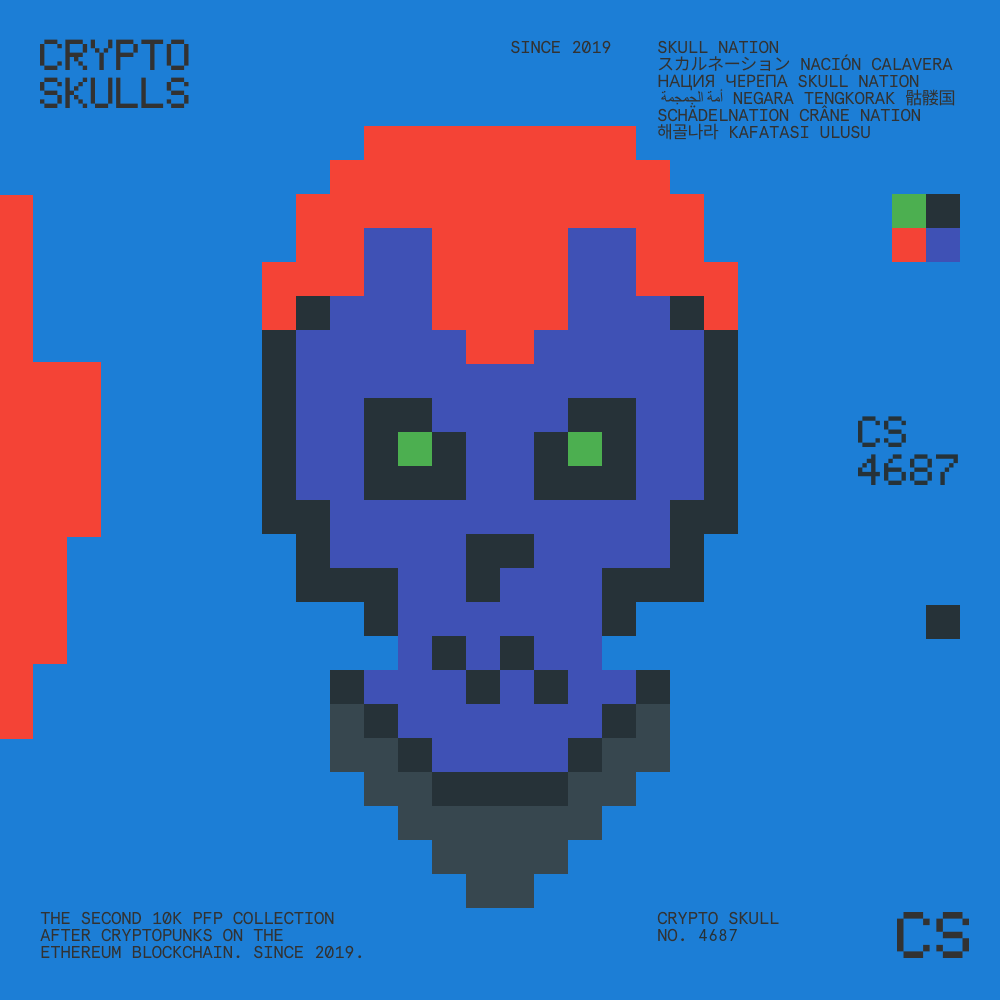 CRYPTO
SKULLS
SINCE 2019
SKULL NATION
スカルネーション NACIÓN CALAVERA
НАЦИЯ ЧЕРЕПА SKULL NATION
أمة الجمجمة NEGARA TENGKORAK 骷髅国
SCHÄDELNATION CRÂNE NATION
해골나라 KAFATASI ULUSU
CS
4687
THE SECOND 10K PFP COLLECTION
AFTER CRYPTOPUNKS ON THE
ETHEREUM BLOCKCHAIN. SINCE 2019.
CRYPTO SKULL
NO. 4687
CS